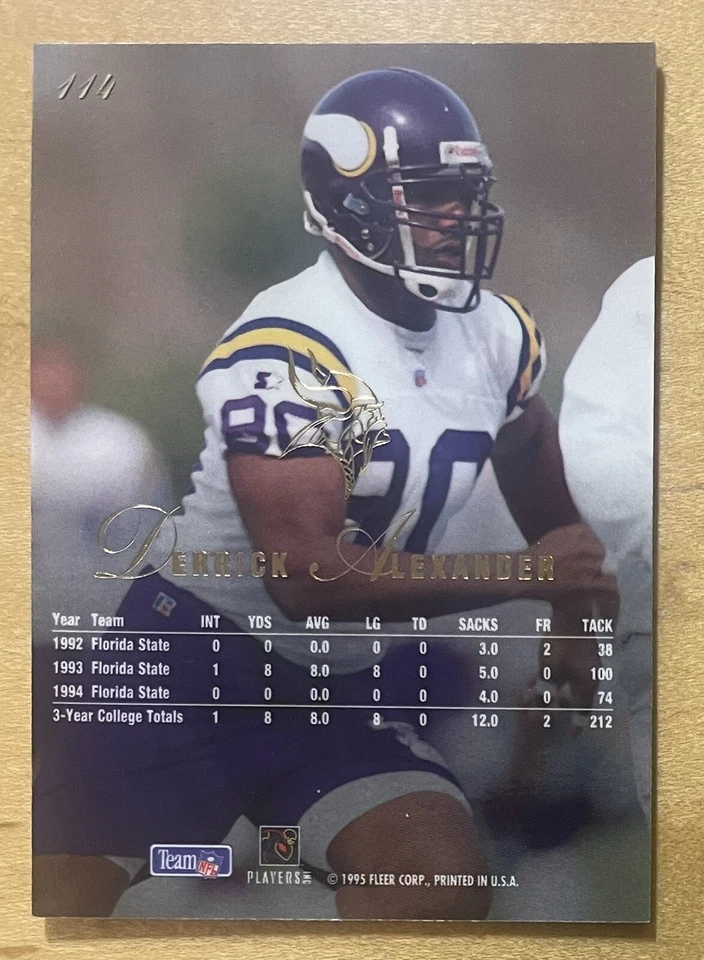 114
90
90
DERRICK ALEXANDER
Year Team INT YDS AVG LG TD SACKS FR TACK
1992 Florida State 0 0 0.0 0 0 3.0 2 38
1993 Florida State 1 8 8.0 8 0 5.0 0 100
1994 Florida State 0 0 0.0 0 0 4.0 0 74
3-Year College Totals 1 8 8.0 8 0 12.0 2 212
Team NFL
PLAYERS INC © 1995 FLEER CORP., PRINTED IN U.S.A.